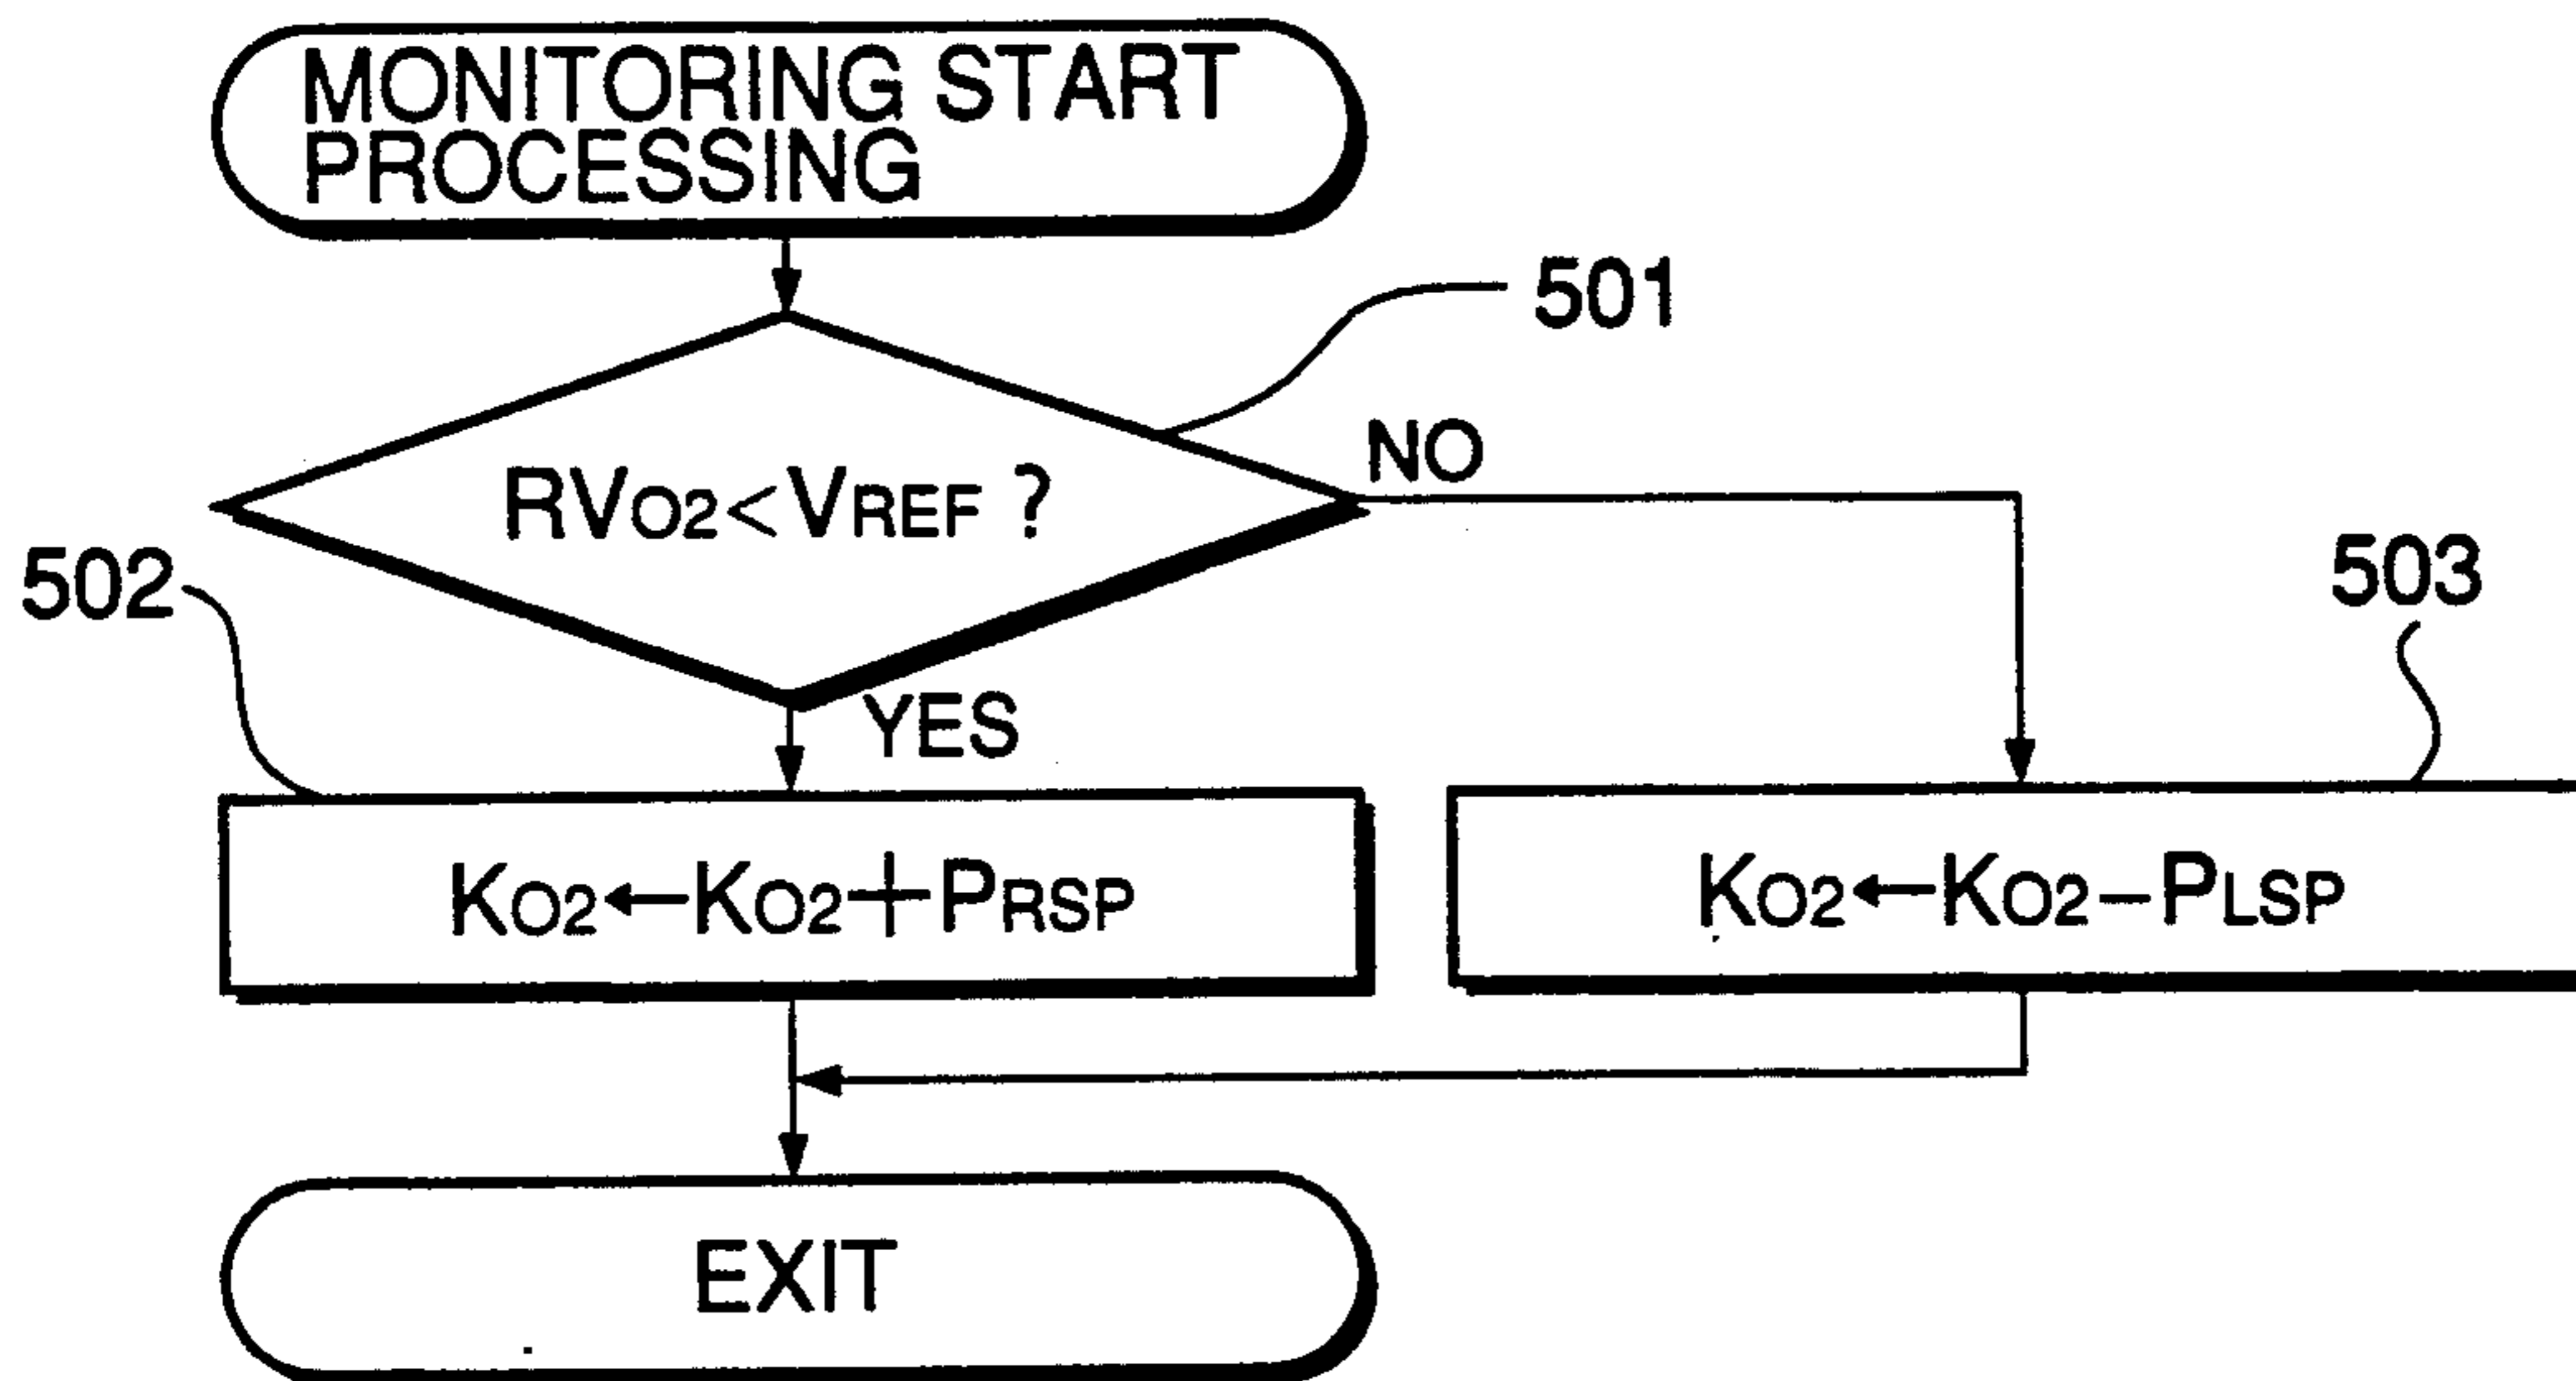 MONITORING START
PROCESSING
501
NO
RVO2<VREF ?
502
503
YES
KO2←KO2+PRSP
KO2←KO2−PLSP
EXIT